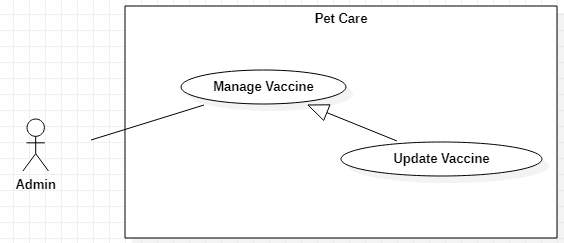 Pet Care
Manage Vaccine
Update Vaccine
Admin